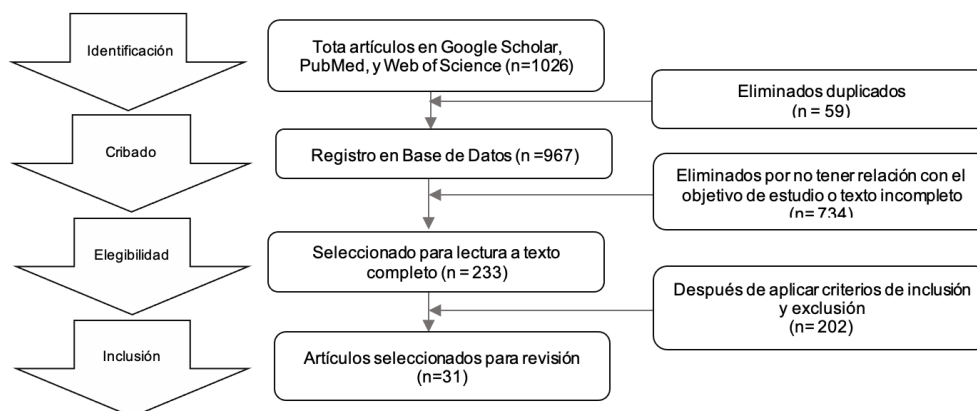 Identificación
Tota artículos en Google Scholar,
PubMed, y Web of Science (n=1026)
Eliminados duplicados
(n = 59)
Cribado
Registro en Base de Datos (n =967)
Eliminados por no tener relación con el
objetivo de estudio o texto incompleto
(n= 734)
Elegibilidad
Seleccionado para lectura a texto
completo (n = 233)
Después de aplicar criterios de inclusión
y exclusión
(n= 202)
Inclusión
Artículos seleccionados para revisión
(n=31)